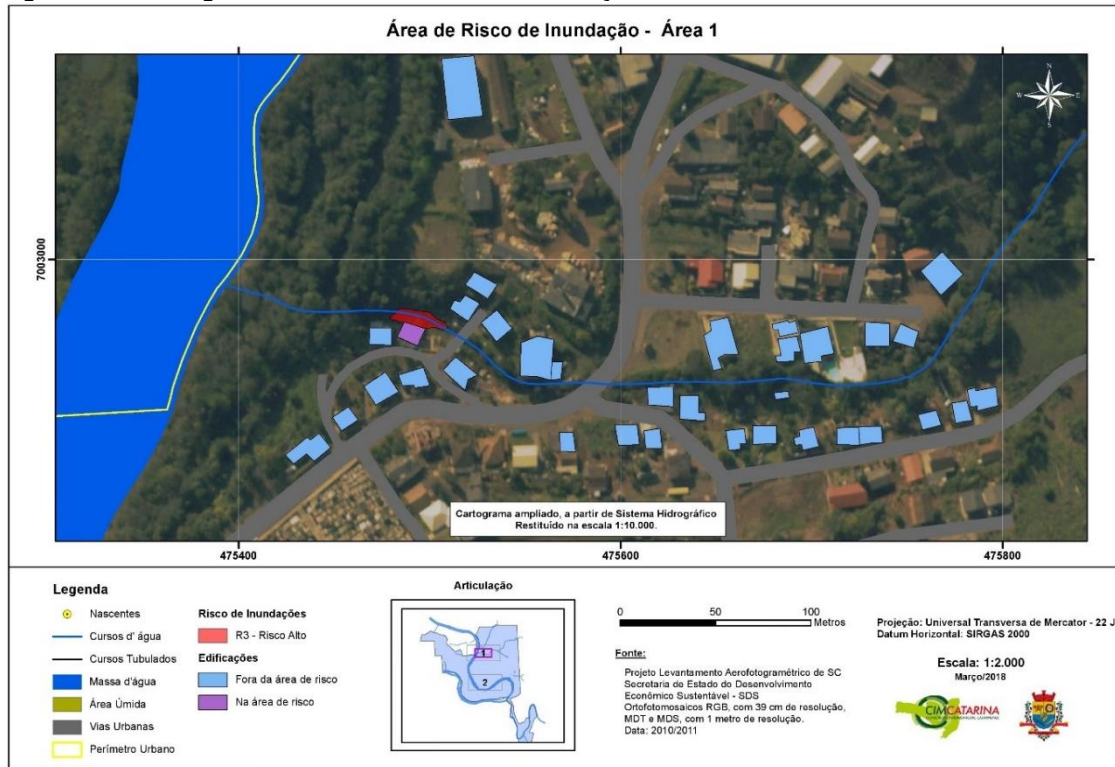 Área de Risco de Inundação - Área 1
N
W
E
S
7003000
7003000
Cartograma ampliado, a partir de Sistema Hidrográfico
Restituído na escala 1:10.000.
475400
475600
475800
Legenda
Nascentes
Cursos d' água
Cursos Tubulados
Massa d'água
Área Úmida
Vias Urbanas
Perímetro Urbano
Risco de Inundações
R3 - Risco Alto
Edificações
Fora da área de risco
Na área de risco
Articulação
1
2
0
50
100
Metros
Fonte:
Projeto Levantamento Aerofotogramétrico de SC
Secretaria de Estado do Desenvolvimento
Econômico Sustentável - SDS
Ortofotomosaicos RGB, com 39 cm de resolução,
MDT e MDS, com 1 metro de resolução.
Data: 2010/2011
Projeção: Universal Transversa de Mercator - 22 J
Datum Horizontal: SIRGAS 2000
Escala: 1:2.000
Março/2018
CIMCATARINA